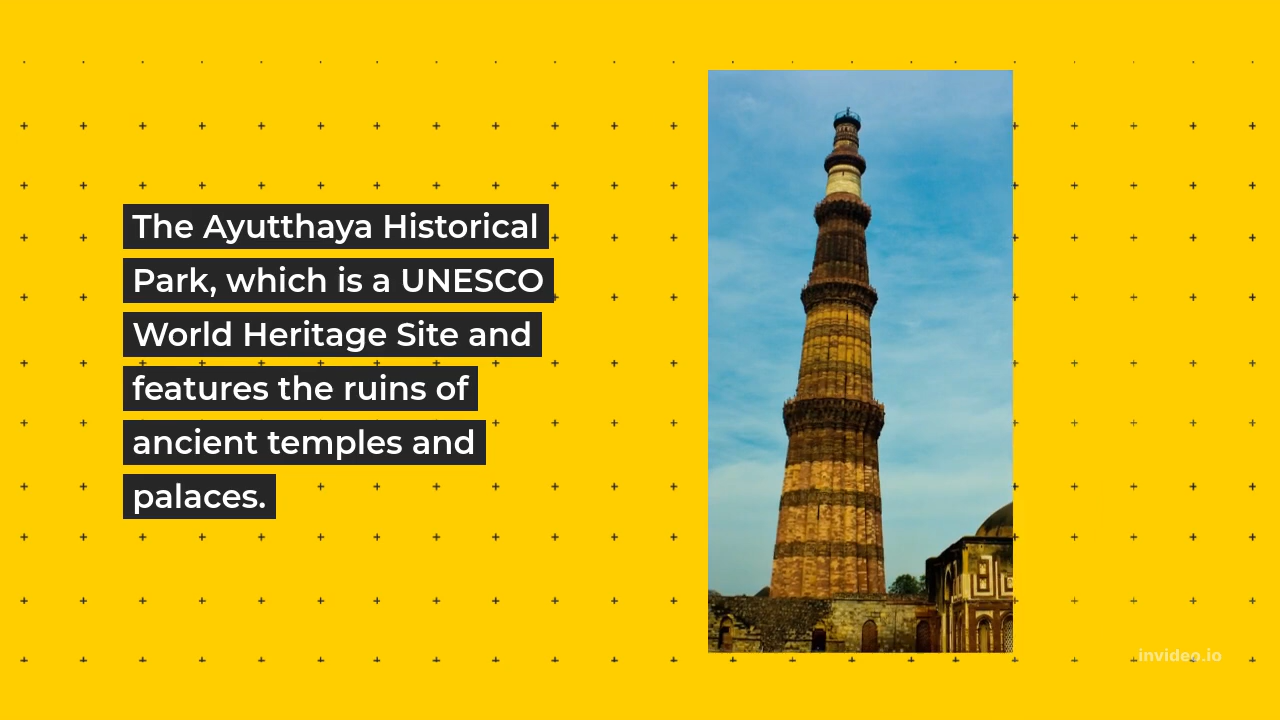 The Ayutthaya Historical
Park, which is a UNESCO
World Heritage Site and
features the ruins of
ancient temples and
palaces.
invideo.io